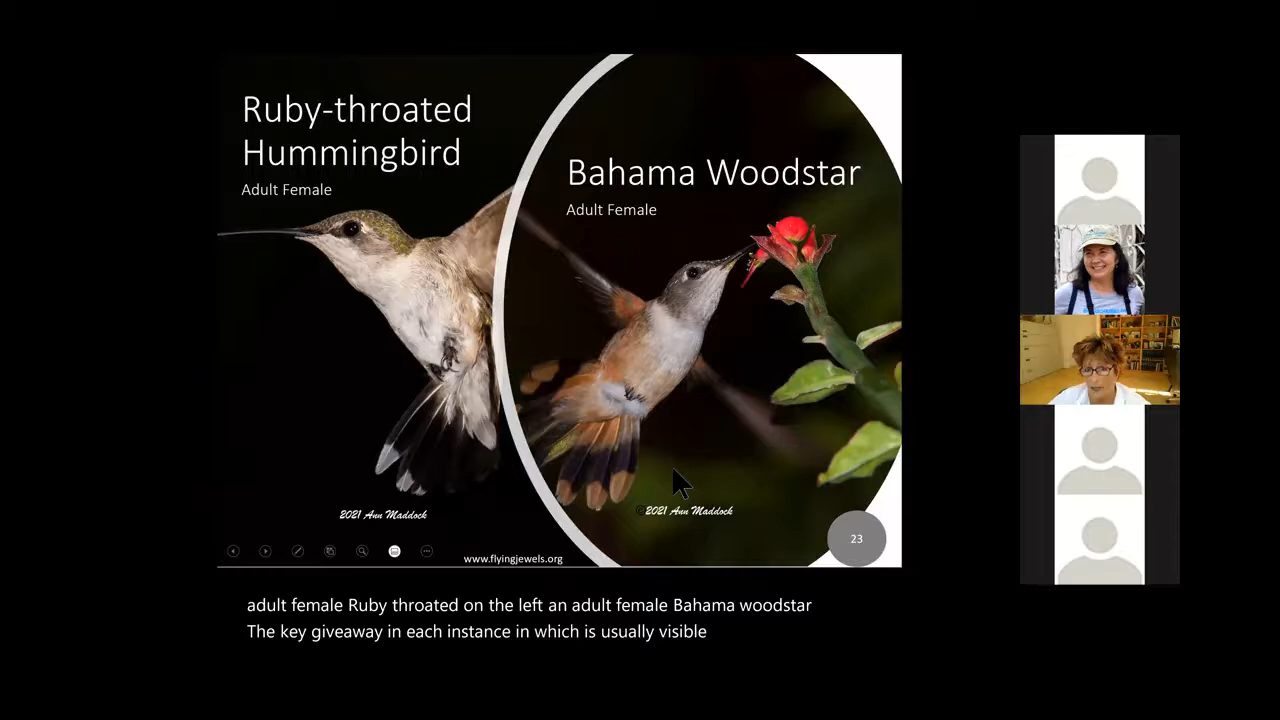 Ruby-throated
Hummingbird
Adult Female
Bahama Woodstar
Adult Female
2021 Ann Maddock
©2021 Ann Maddock
23
www.flyingjewels.org
adult female Ruby throated on the left an adult female Bahama woodstar
The key giveaway in each instance in which is usually visible